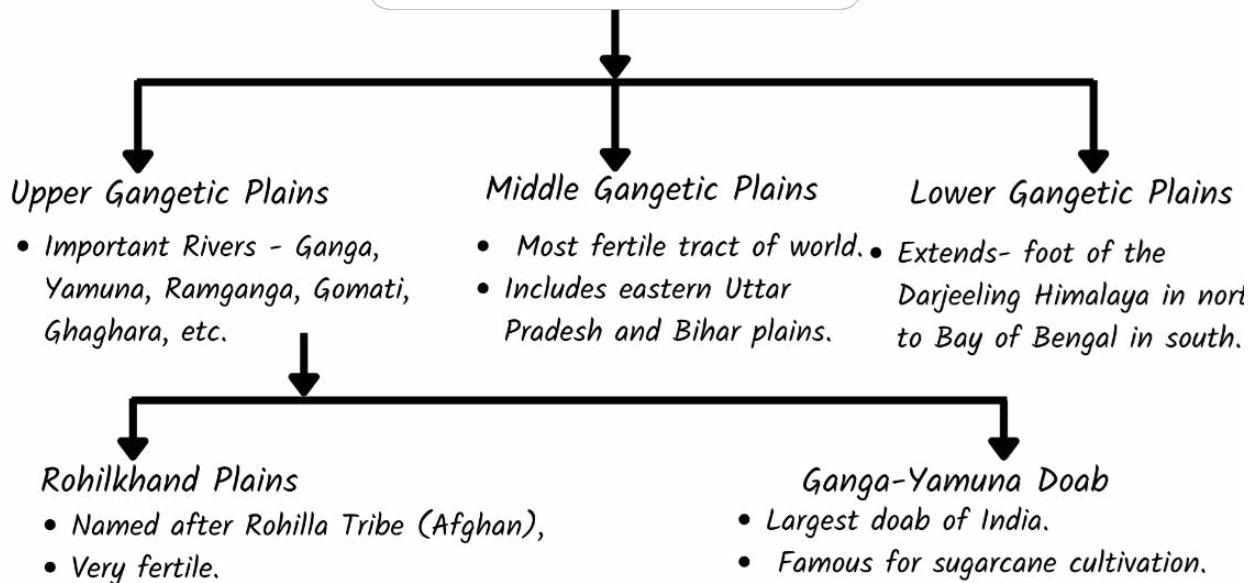 Upper Gangetic Plains
• Important Rivers - Ganga,
Yamuna, Ramganga, Gomati,
Ghaghara, etc.
Middle Gangetic Plains
• Most fertile tract of world.
• Includes eastern Uttar
Pradesh and Bihar plains.
Lower Gangetic Plains
• Extends- foot of the
Darjeeling Himalaya in nort
to Bay of Bengal in south.
Rohilkhand Plains
• Named after Rohilla Tribe (Afghan),
• Very fertile.
Ganga-Yamuna Doab
• Largest doab of India.
• Famous for sugarcane cultivation.